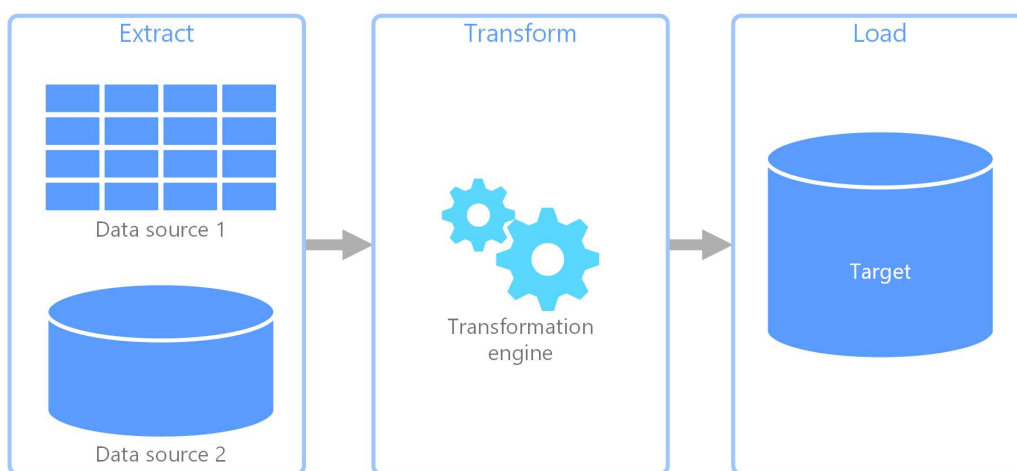 Extract
Data source 1
Data source 2
Transform
Transformation
engine
Load
Target